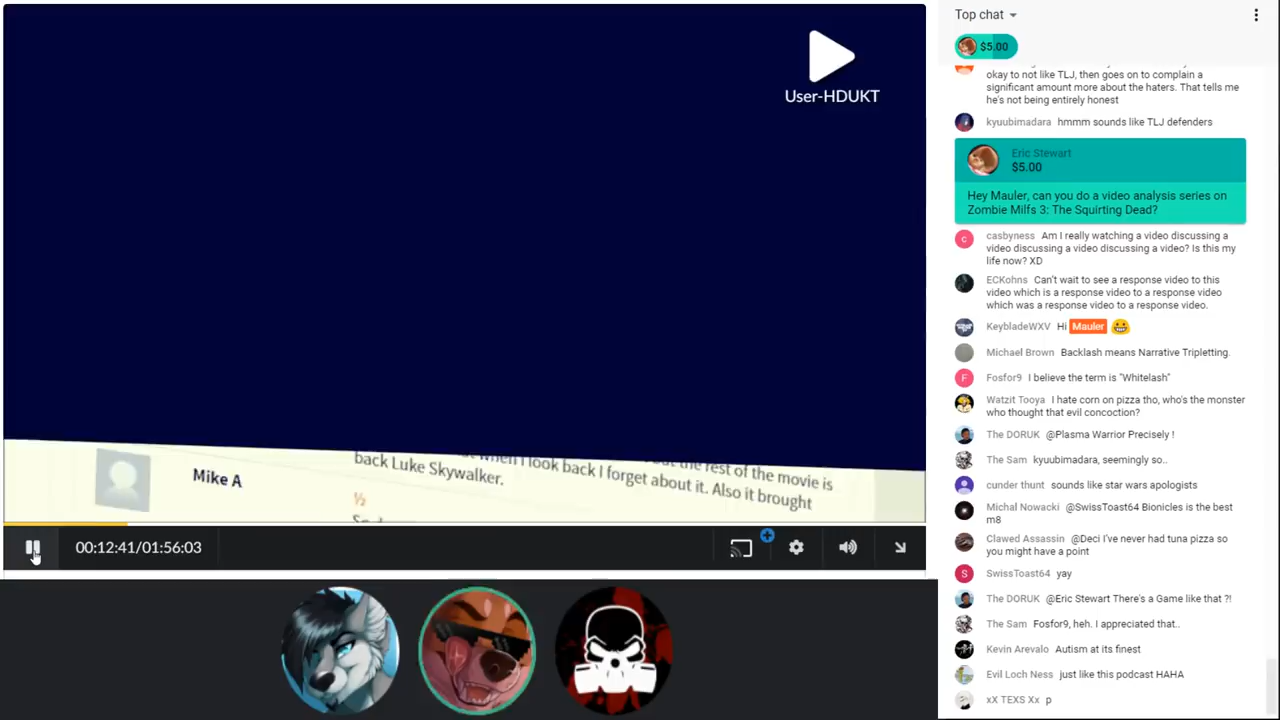 User-HDUKT
the rest of the movie is
when I look back I forget about it. Also it brought
back Luke Skywalker.
Mike A
½
00:12:41/01:56:03
Top chat
$5.00
okay to not like TLJ, then goes on to complain a
significant amount more about the haters. That tells me
he's not being entirely honest
kyuubimadara hmmm sounds like TLJ defenders
Eric Stewart
$5.00
Hey Mauler, can you do a video analysis series on
Zombie Milfs 3: The Squirting Dead?
casbyness Am I really watching a video discussing a
video discussing a video discussing a video? Is this my
life now? XD
ECKohns Can't wait to see a response video to this
video which is a response video to a response video
which was a response video to a response video.
KeybladeWXV Hi Mauler
Michael Brown Backlash means Narrative Tripletting.
F Fosfor9 I believe the term is "Whitelash"
Watzit Tooya I hate corn on pizza tho, who's the monster
who thought that evil concoction?
The DORUK @Plasma Warrior Precisely !
The Sam kyuubimadara, seemingly so..
cunder thunt sounds like star wars apologists
Michal Nowacki @SwissToast64 Bionicles is the best
m8
Clawed Assassin @Deci I've never had tuna pizza so
you might have a point
S SwissToast64 yay
The DORUK @Eric Stewart There's a Game like that ?!
The Sam Fosfor9, heh. I appreciated that..
Kevin Arevalo Autism at its finest
Evil Loch Ness just like this podcast HAHA
xX TEXS Xx p